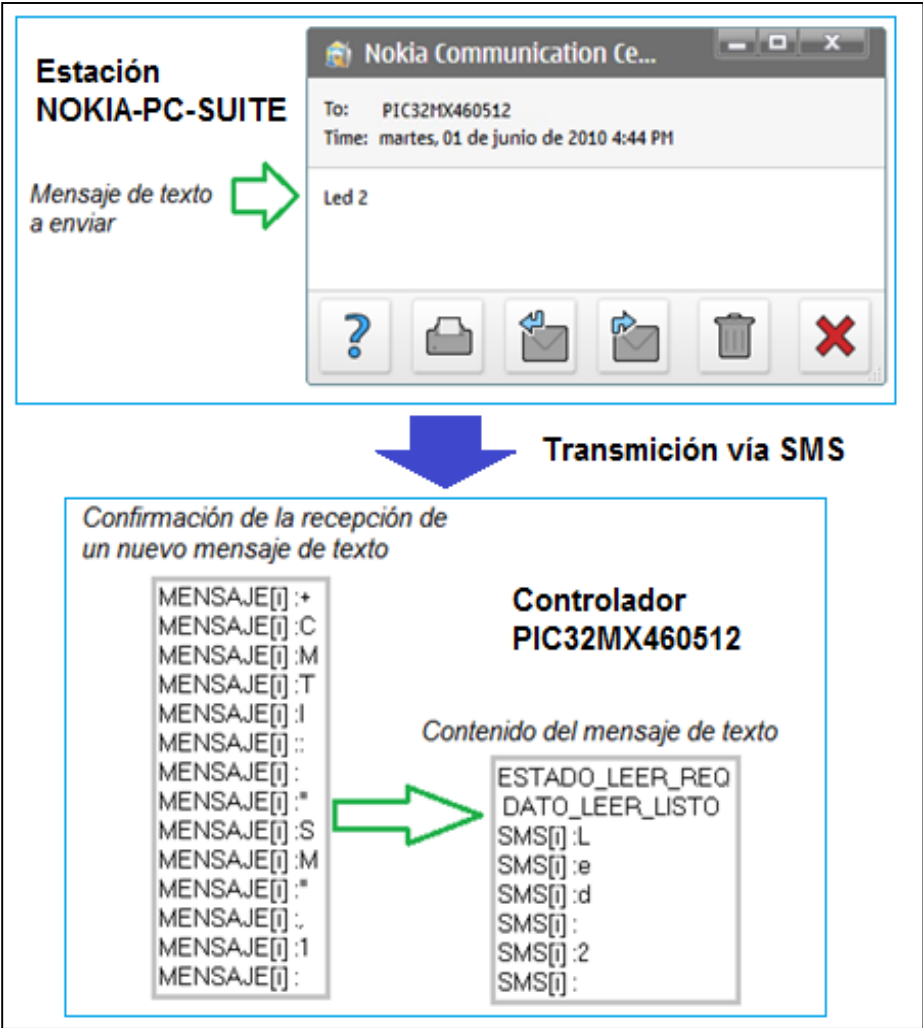 Estación
NOKIA-PC-SUITE
Mensaje de texto
a enviar
Nokia Communication Ce...
To: PIC32MX460512
Time: martes, 01 de junio de 2010 4:44 PM
Led 2
Transmición vía SMS
Confirmación de la recepción de
un nuevo mensaje de texto
MENSAJE[i] :+
MENSAJE[i] :C
MENSAJE[i] :M
MENSAJE[i] :T
MENSAJE[i] :I
MENSAJE[i] ::
MENSAJE[i] :
MENSAJE[i] :"
MENSAJE[i] :S
MENSAJE[i] :M
MENSAJE[i] :"
MENSAJE[i] :,
MENSAJE[i] :1
MENSAJE[i] :
Controlador
PIC32MX460512
Contenido del mensaje de texto
ESTADO_LEER_REQ
DATO_LEER_LISTO
SMS[i] :L
SMS[i] :e
SMS[i] :d
SMS[i] :
SMS[i] :2
SMS[i] :